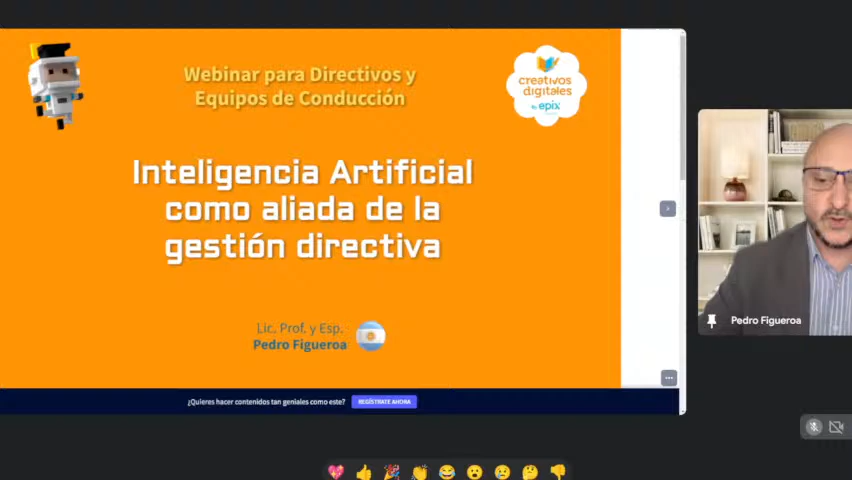 Webinar para Directivos y
Equipos de Conducción
creativos
digitales
by epix
Inteligencia Artificial
como aliada de la
gestión directiva
Lic. Prof. y Esp.
Pedro Figueroa
Pedro Figueroa
¿Quieres hacer contenidos tan geniales como este? REGÍSTRATE AHORA